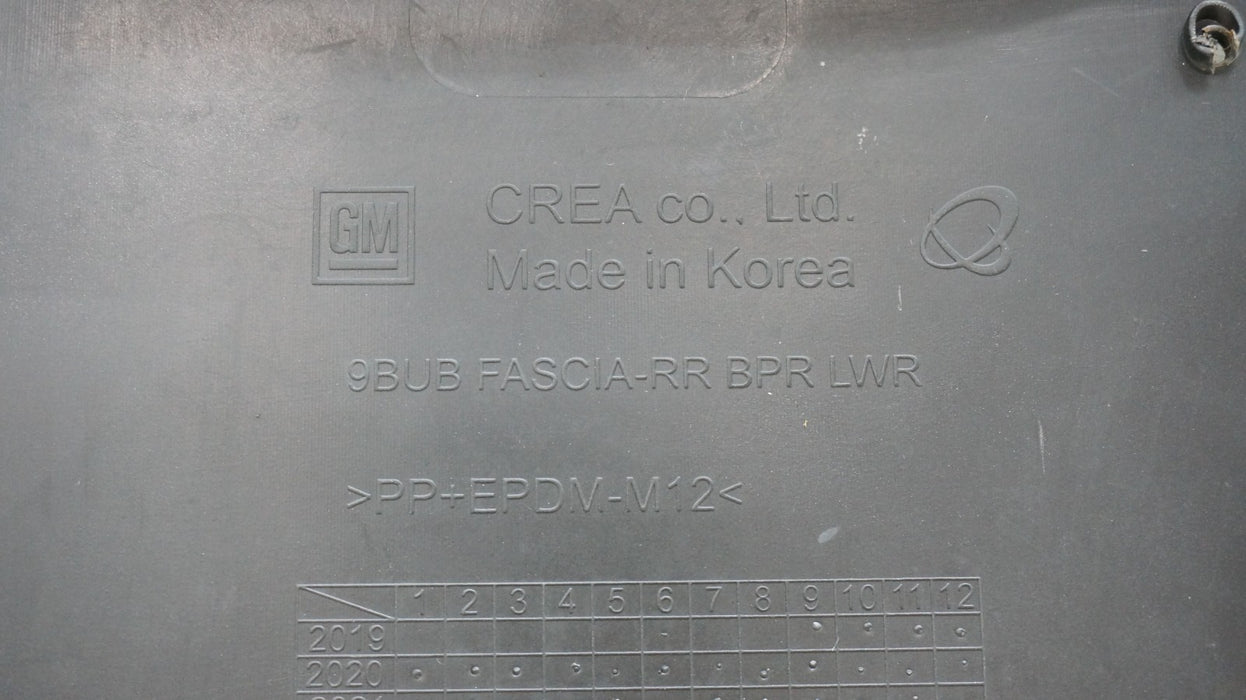 GM
CREA co., Ltd.
Made in Korea
9BUB FASCIA-RR BPR LWR
>PP+EPDM-M12<
1 2 3 4 5 6 7 8 9 10 11 12
2019
2020